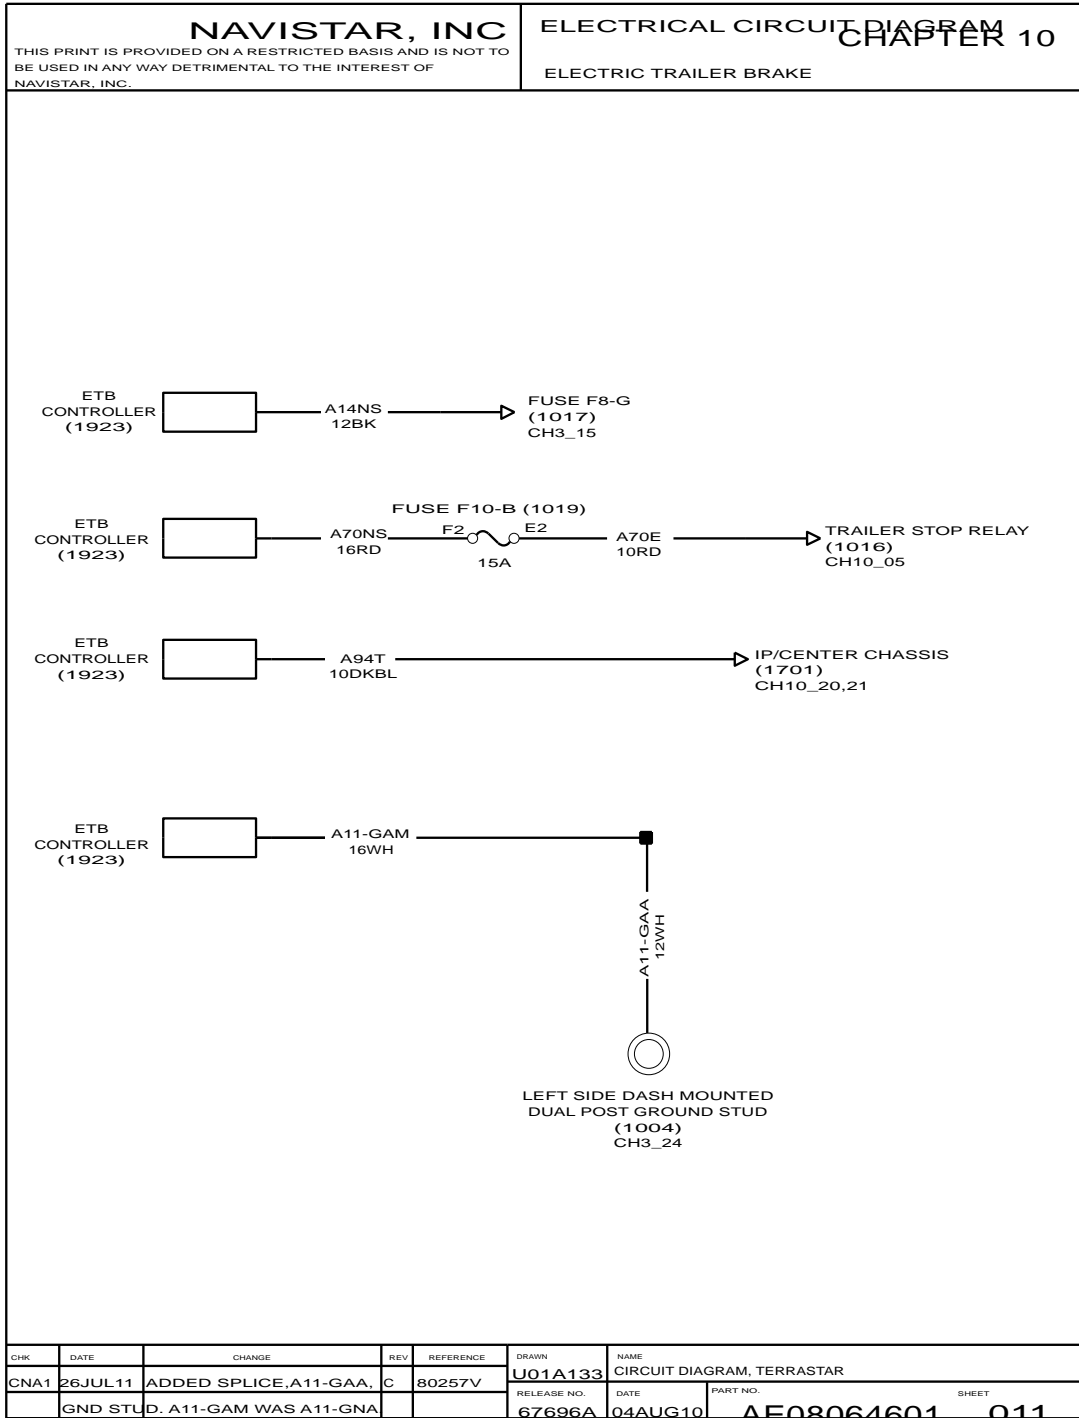 NAVISTAR, INC
THIS PRINT IS PROVIDED ON A RESTRICTED BASIS AND IS NOT TO
BE USED IN ANY WAY DETRIMENTAL TO THE INTEREST OF
NAVISTAR, INC.
ELECTRICAL CIRCUIT DIAGRAM
CHAPTER 10
ELECTRIC TRAILER BRAKE
ETB
CONTROLLER
(1923)
A14NS
12BK
FUSE F8-G
(1017)
CH3_15
FUSE F10-B (1019)
ETB
CONTROLLER
(1923)
A70NS
16RD
F2
E2
15A
A70E
10RD
TRAILER STOP RELAY
(1016)
CH10_05
ETB
CONTROLLER
(1923)
A94T
10DKBL
IP/CENTER CHASSIS
(1701)
CH10_20,21
ETB
CONTROLLER
(1923)
A11-GAM
16WH
A11-GAA
12WH
LEFT SIDE DASH MOUNTED
DUAL POST GROUND STUD
(1004)
CH3_24
CHK DATE CHANGE REV REFERENCE
CNA1 26JUL11 ADDED SPLICE,A11-GAA, C 80257V
GND STUD. A11-GAM WAS A11-GNA
DRAWN
U01A133
NAME
CIRCUIT DIAGRAM, TERRASTAR
RELEASE NO.
67696A
DATE
04AUG10
PART NO.
AE08064601
SHEET
011